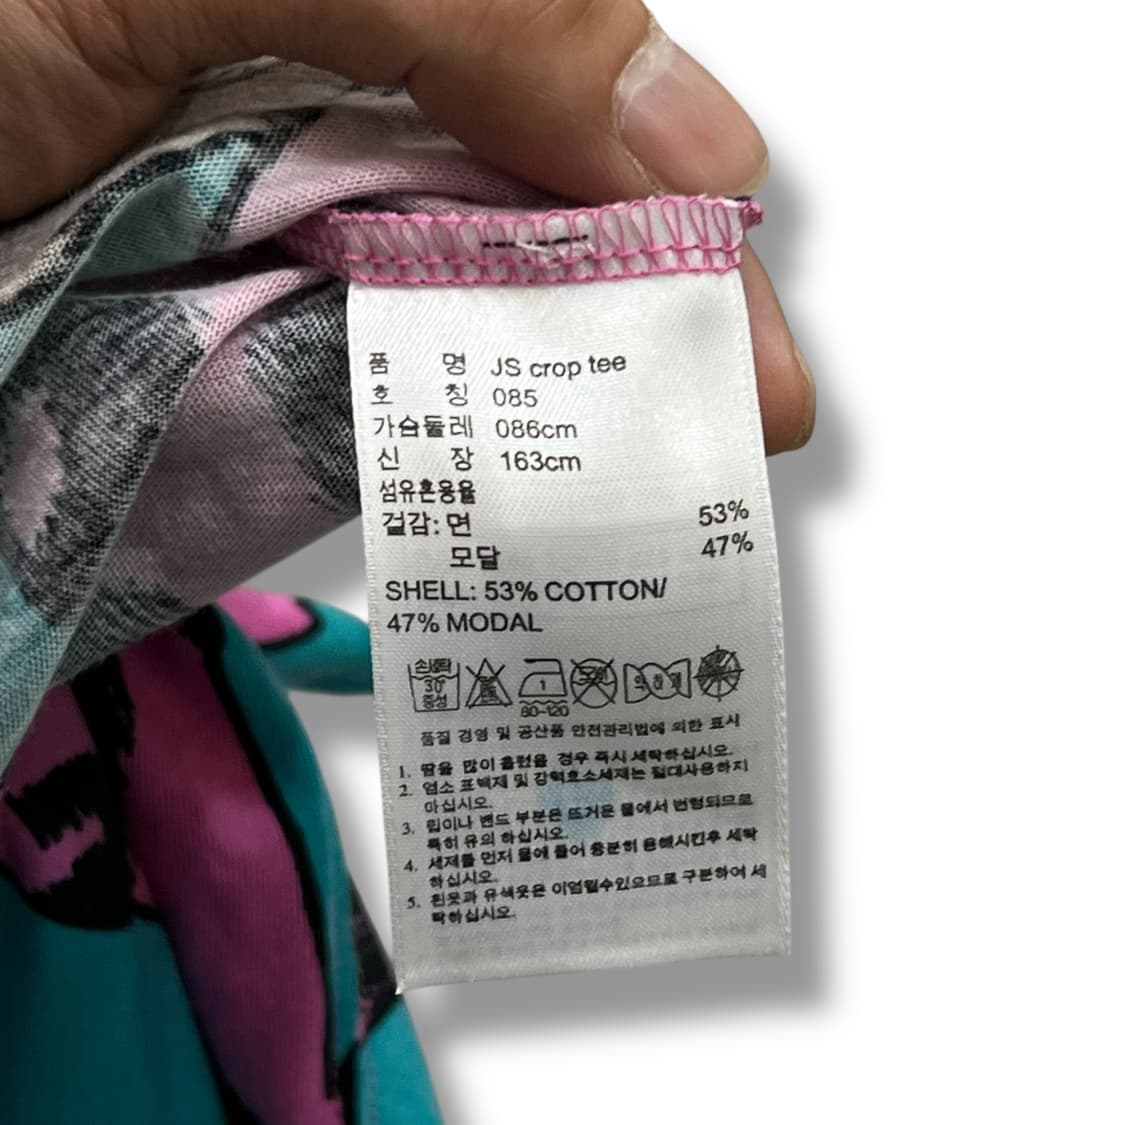 품 명 JS crop tee
호 칭 085
가슴둘레 086cm
신 장 163cm
섬유혼용율
겉감: 면 53%
모달 47%
SHELL: 53% COTTON/
47% MODAL
손세탁
30°
중성
1
80~120
품질 경영 및 공산품 안전관리법에 의한 표시
1. 땀을 많이 흘렸을 경우 즉시 세탁하십시오.
2. 염소 표백제 및 강력효소세제는 절대사용하지
마십시오.
3. 립이나 밴드 부분은 뜨거운 물에서 변형되므로
특히 유의 하십시오.
4. 세제를 먼저 물에 풀어 충분히 용해시킨후 세탁
하십시오.
5. 흰옷과 유색옷은 이염될수있으므로 구분하여 세
탁하십시오.